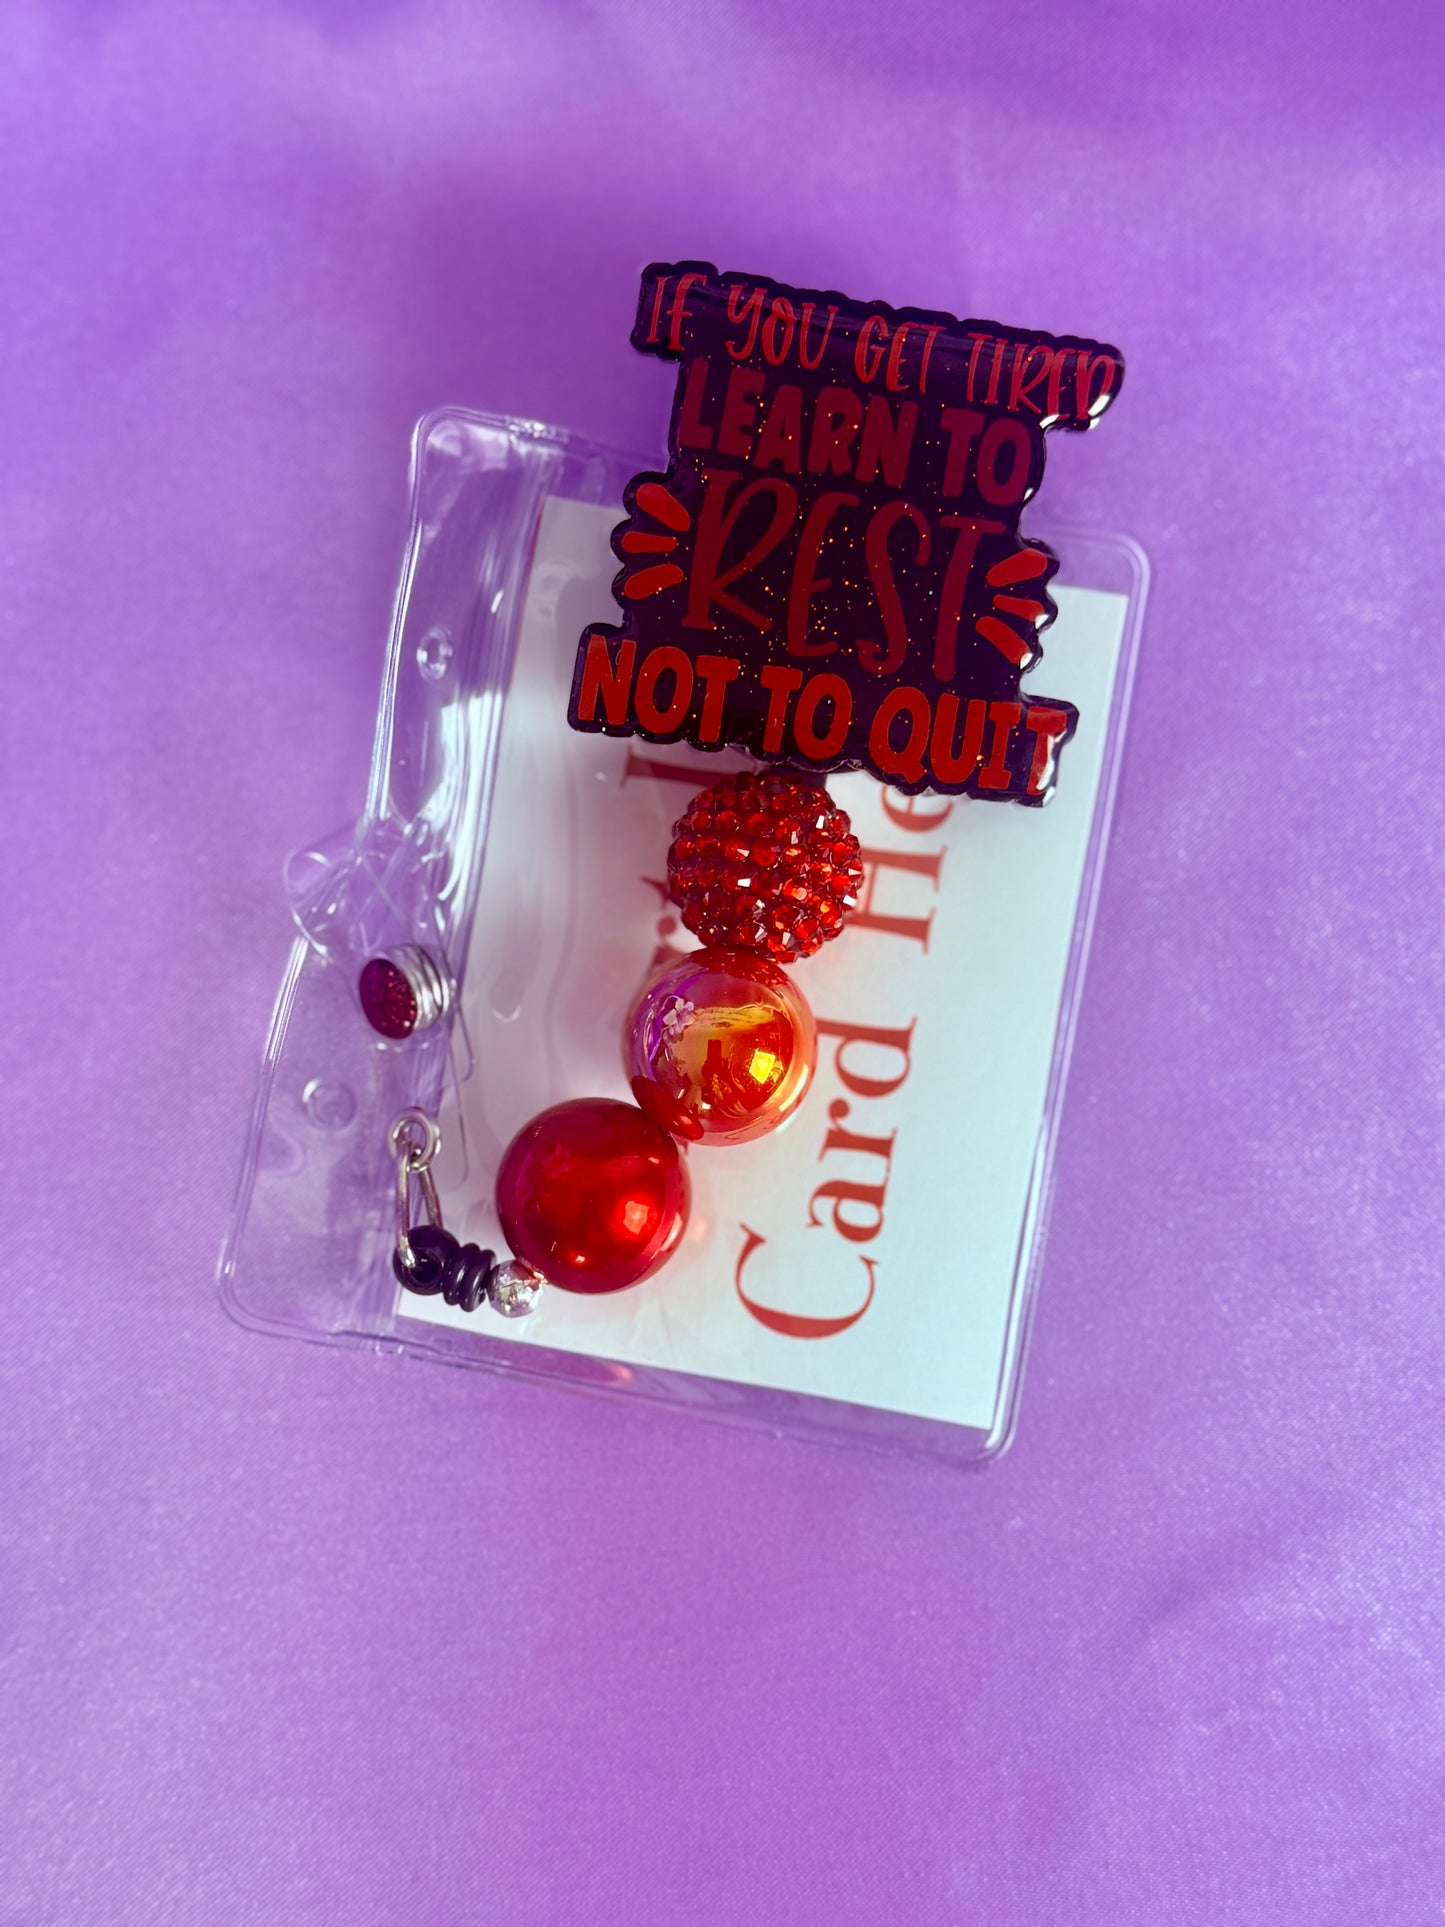 IF YOU GET TIRED
LEARN TO
REST
NOT TO QUIT
Card He